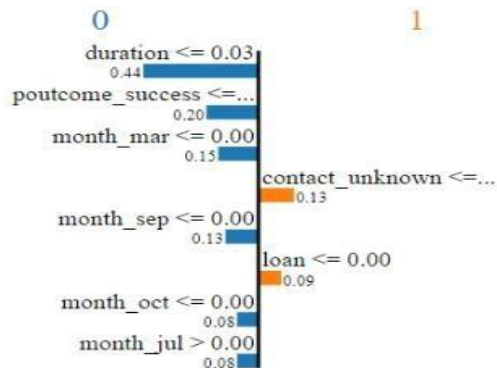 0 1
duration <= 0.03
0.44
poutcome_success <=...
0.20
month_mar <= 0.00
0.15
contact_unknown <=...
0.13
month_sep <= 0.00
0.13
loan <= 0.00
0.09
month_oct <= 0.00
0.08
month_jul > 0.00
0.08